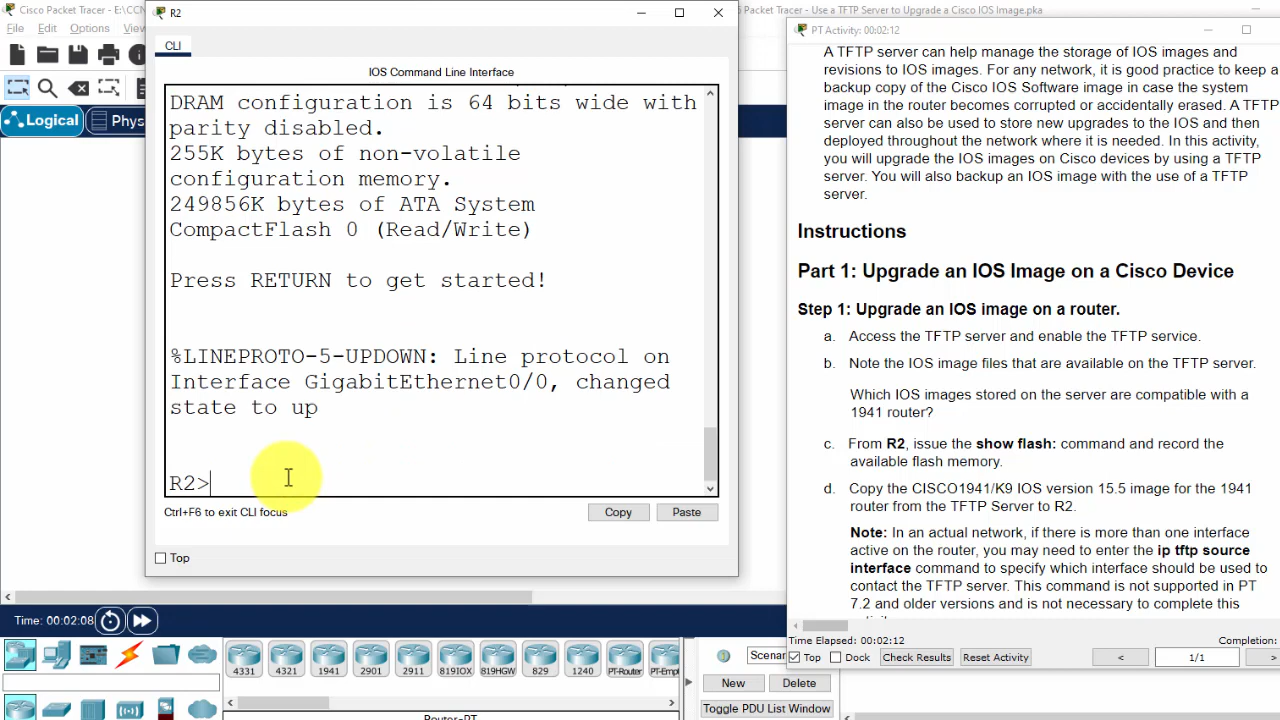 Cisco Packet Tracer - E:\CCN
R2
6 Packet Tracer - Use a TFTP Server to Upgrade a Cisco IOS Image.pka
File Edit Options View
Logical
Phys
CLI
IOS Command Line Interface
DRAM configuration is 64 bits wide with
parity disabled.
255K bytes of non-volatile
configuration memory.
249856K bytes of ATA System
CompactFlash 0 (Read/Write)
Press RETURN to get started!
%LINEPROTO-5-UPDOWN: Line protocol on
Interface GigabitEthernet0/0, changed
state to up
R2>
Ctrl+F6 to exit CLI focus
Copy
Paste
Top
PT Activity: 00:02:12
A TFTP server can help manage the storage of IOS images and
revisions to IOS images. For any network, it is good practice to keep a
backup copy of the Cisco IOS Software image in case the system
image in the router becomes corrupted or accidentally erased. A TFTP
server can also be used to store new upgrades to the IOS and then
deployed throughout the network where it is needed. In this activity,
you will upgrade the IOS images on Cisco devices by using a TFTP
server. You will also backup an IOS image with the use of a TFTP
server.
Instructions
Part 1: Upgrade an IOS Image on a Cisco Device
Step 1: Upgrade an IOS image on a router.
a. Access the TFTP server and enable the TFTP service.
b. Note the IOS image files that are available on the TFTP server.
Which IOS images stored on the server are compatible with a
1941 router?
c. From R2, issue the show flash: command and record the
available flash memory.
d. Copy the CISCO1941/K9 IOS version 15.5 image for the 1941
router from the TFTP Server to R2.
Note: In an actual network, if there is more than one interface
active on the router, you may need to enter the ip tftp source
interface command to specify which interface should be used to
contact the TFTP server. This command is not supported in PT
7.2 and older versions and is not necessary to complete this
Time Elapsed: 00:02:12
Completion:
Top
Dock
Check Results
Reset Activity
<
1/1
>
Time: 00:02:08
4331 4321 1941 2901 2911 819IOX 819HGW 829 1240 PT-Router PT-Empt
Scenar
New
Delete
Toggle PDU List Window
Router-PT